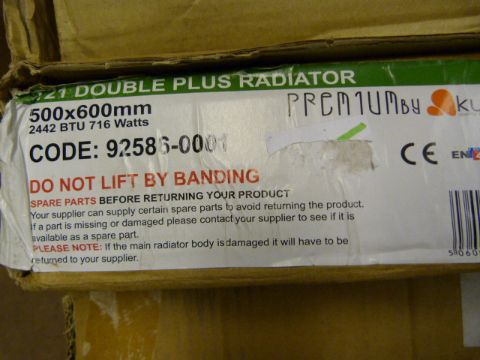 T21 DOUBLE PLUS RADIATOR
500x600mm
2442 BTU 716 Watts
PREMIUM BY
CODE: 92586-0001
CE EN
DO NOT LIFT BY BANDING
SPARE PARTS BEFORE RETURNING YOUR PRODUCT
Your supplier can supply certain spare parts to avoid returning the product.
If a part is missing or damaged please contact your supplier to see if it is
available as a spare part.
PLEASE NOTE: If the main radiator body is damaged it will have to be
returned to your supplier.